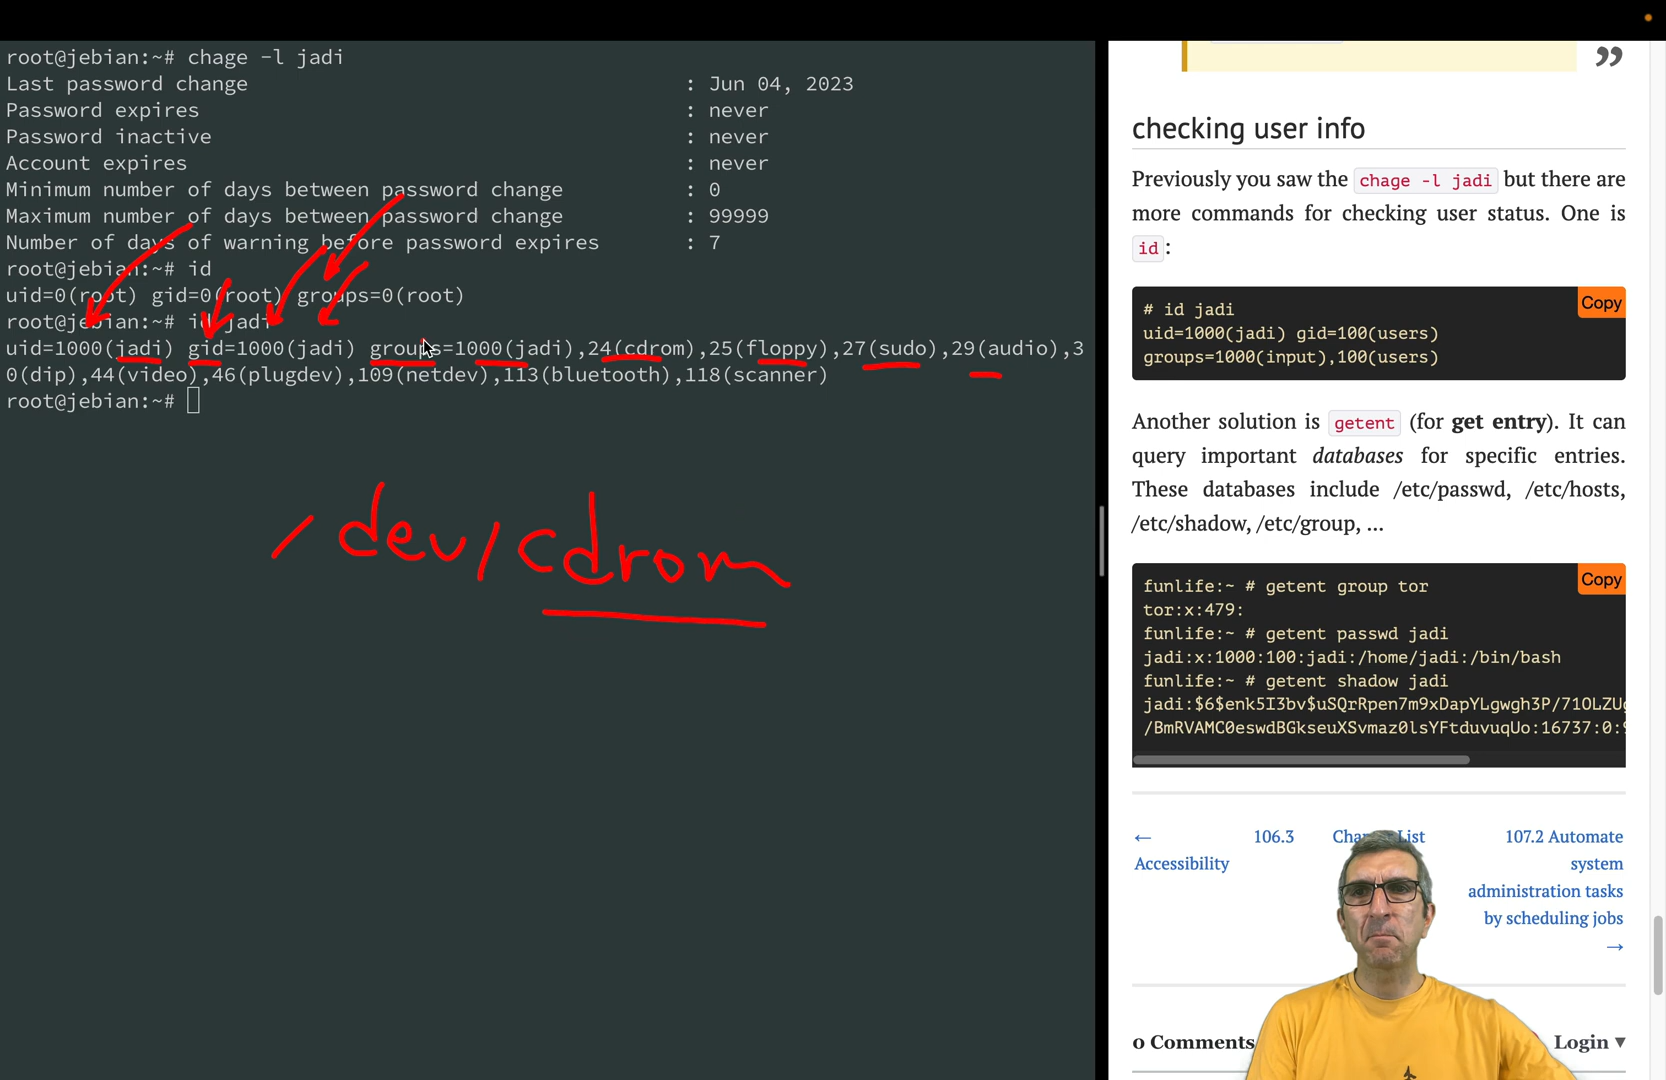 root@jebian:~# chage -l jadi
Last password change : Jun 04, 2023
Password expires : never
Password inactive : never
Account expires : never
Minimum number of days between password change : 0
Maximum number of days between password change : 99999
Number of days of warning before password expires : 7
root@jebian:~# id
uid=0(root) gid=0(root) groups=0(root)
root@jebian:~# id jadi
uid=1000(jadi) gid=1000(jadi) groups=1000(jadi),24(cdrom),25(floppy),27(sudo),29(audio),3
0(dip),44(video),46(plugdev),109(netdev),113(bluetooth),118(scanner)
root@jebian:~#
/dev/cdrom
”
checking user info
Previously you saw the chage -l jadi but there are
more commands for checking user status. One is
id:
Copy
# id jadi
uid=1000(jadi) gid=100(users)
groups=1000(input),100(users)
Another solution is getent (for get entry). It can
query important databases for specific entries.
These databases include /etc/passwd, /etc/hosts,
/etc/shadow, /etc/group, ...
Copy
funlife:~ # getent group tor
tor:x:479:
funlife:~ # getent passwd jadi
jadi:x:1000:100:jadi:/home/jadi:/bin/bash
funlife:~ # getent shadow jadi
jadi:$6$enk5I3bv$uSQrRpen7m9xDapYLgwgh3P/71OLZU
/BmRVAMC0eswdBGkseuXSvmaz0lsYFtduvuqUo:16737:0:
← 106.3
Accessibility
List
107.2 Automate
system
administration tasks
by scheduling jobs
→
0 Comments
Login ▼